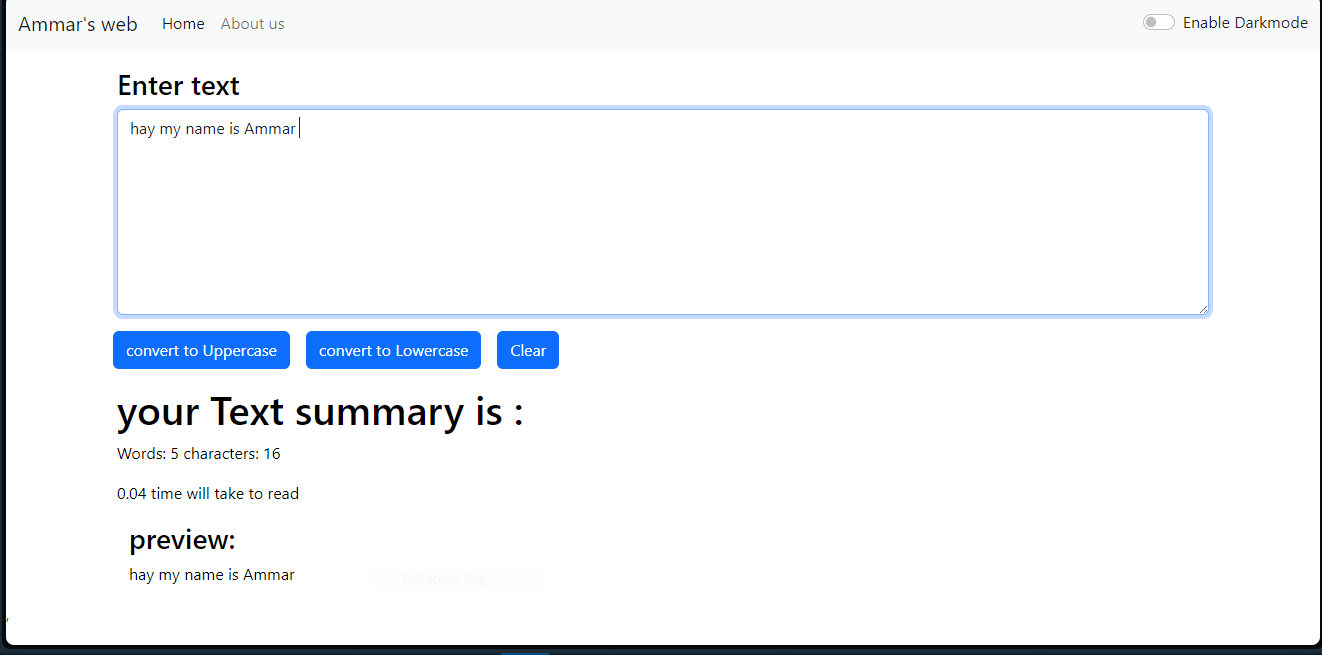 Ammar's web Home About us Enable Darkmode
Enter text
hay my name is Ammar
convert to Uppercase convert to Lowercase Clear
your Text summary is :
Words: 5 characters: 16
0.04 time will take to read
preview:
hay my name is Ammar
Full-screen Snip